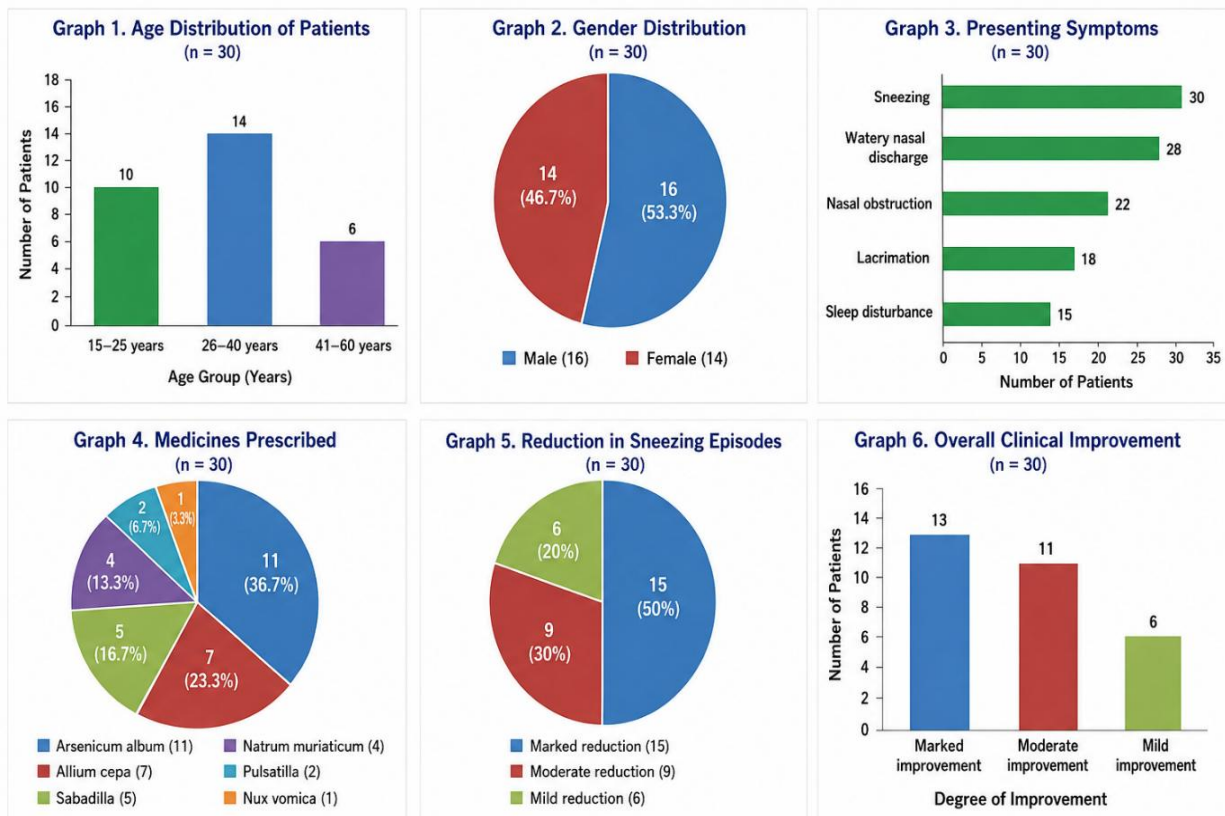 Graph 1. Age Distribution of Patients
(n = 30)
Number of Patients
18
16
14
12
10
8
6
4
2
0
10
14
6
15–25 years
26–40 years
41–60 years
Age Group (Years)
Graph 2. Gender Distribution
(n = 30)
14
(46.7%)
16
(53.3%)
Male (16)
Female (14)
Graph 3. Presenting Symptoms
(n = 30)
Sneezing
30
Watery nasal
discharge
28
Nasal obstruction
22
Lacrimation
18
Sleep disturbance
15
0 5 10 15 20 25 30 35
Number of Patients
Graph 4. Medicines Prescribed
(n = 30)
1
(3.3%)
2
(6.7%)
4
(13.3%)
5
(16.7%)
7
(23.3%)
11
(36.7%)
Arsenicum album (11)
Natrum muriaticum (4)
Allium cepa (7)
Pulsatilla (2)
Sabadilla (5)
Nux vomica (1)
Graph 5. Reduction in Sneezing Episodes
(n = 30)
6
(20%)
15
(50%)
9
(30%)
Marked reduction (15)
Moderate reduction (9)
Mild reduction (6)
Graph 6. Overall Clinical Improvement
(n = 30)
Number of Patients
16
14
12
10
8
6
4
2
0
13
11
6
Marked
improvement
Moderate
improvement
Mild
improvement
Degree of Improvement